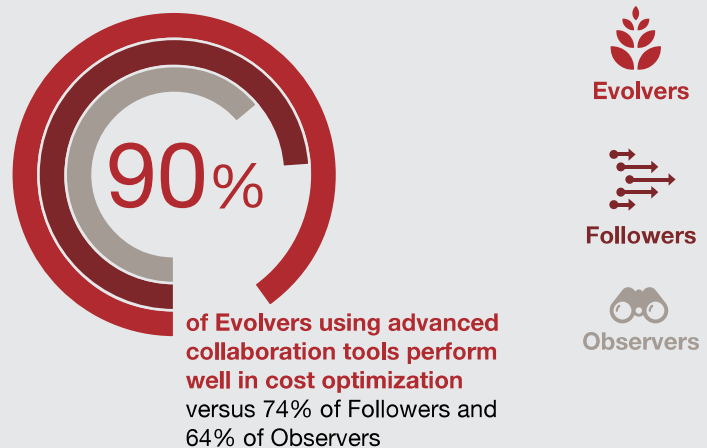 90%
of Evolvers using advanced
collaboration tools perform
well in cost optimization
versus 74% of Followers and
64% of Observers
Evolvers
Followers
Observers